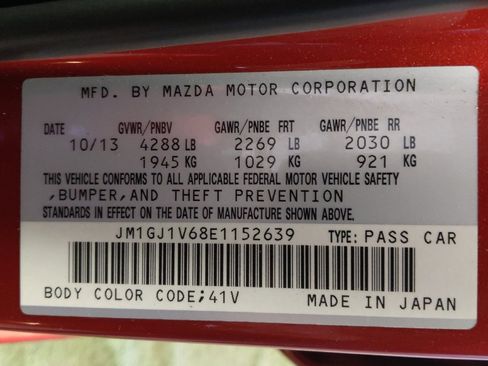 MFD. BY MAZDA MOTOR CORPORATION
DATE GVWR/PNBV GAWR/PNBE FRT GAWR/PNBE RR
10/13 4288 LB 2269 LB 2030 LB
1945 KG 1029 KG 921 KG
THIS VEHICLE CONFORMS TO ALL APPLICABLE FEDERAL MOTOR VEHICLE SAFETY
,BUMPER,AND THEFT PREVENTION
STANDARDS IN EFFECT ON THE DATE OF MANUFACTURE SHOWN ABOVE.
JM1GJ1V68E1152639 TYPE: PASS CAR
BODY COLOR CODE;41V MADE IN JAPAN